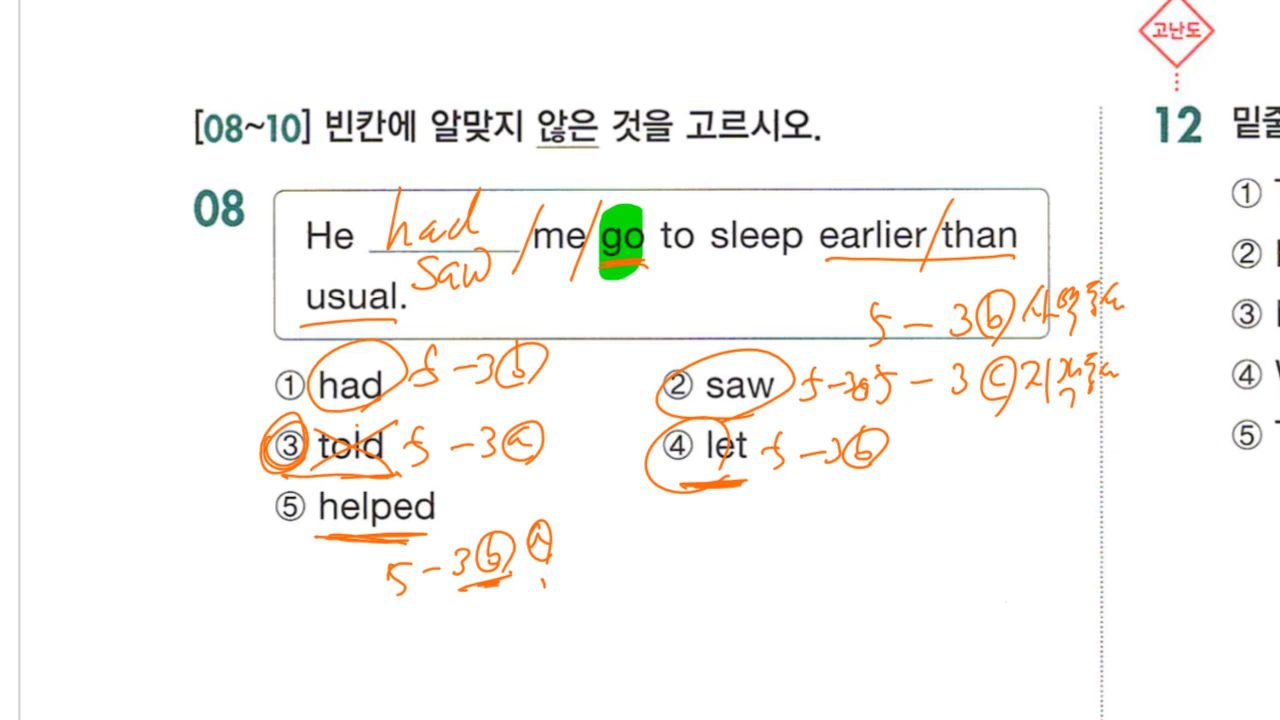 고난도
[08~10] 빈칸에 알맞지 않은 것을 고르시오.
08
He had /me/ go to sleep earlier/than
saw
usual.
5-3ⓑ 사역동사
① had 5-3ⓑ
② saw 5-3 5-3ⓒ 지각동사
③ told 5-3ⓐ
④ let 5-3ⓑ
⑤ helped
5-3ⓑ ⓐ
12 밑줄
①
②
③
④
⑤